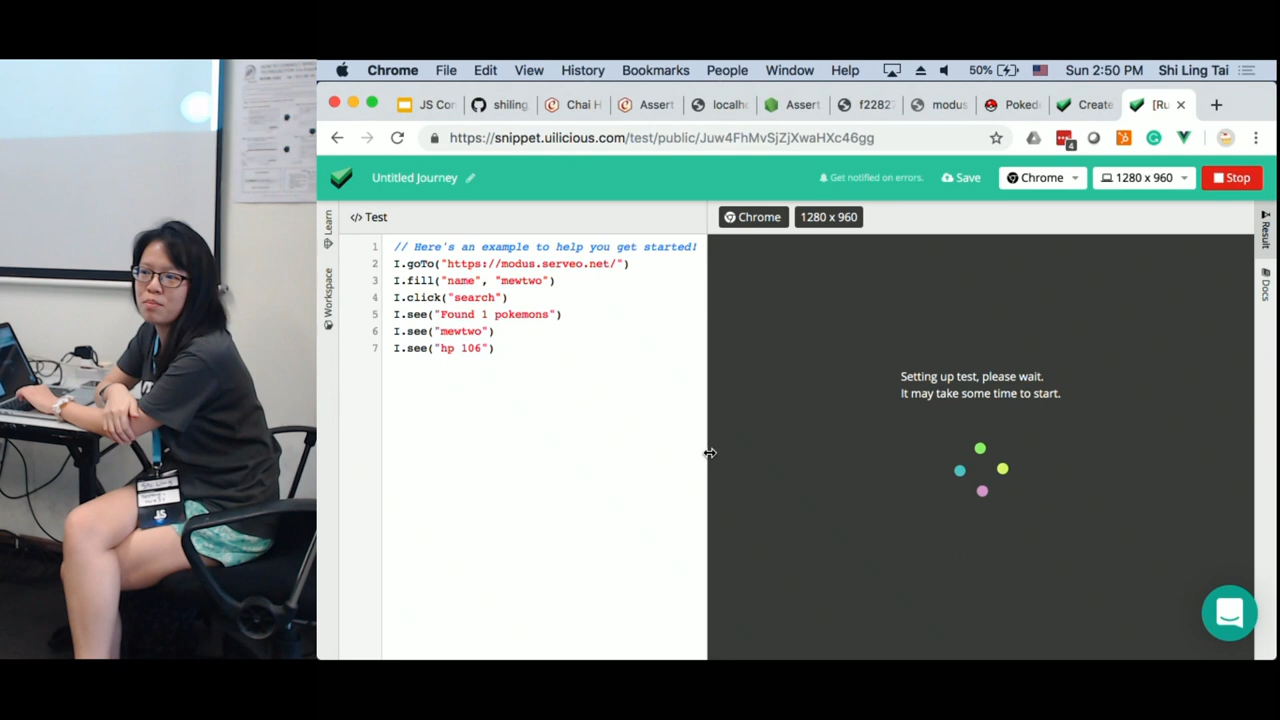 Chrome File Edit View History Bookmarks People Window Help 50% Sun 2:50 PM Shi Ling Tai
JS Con shiling Chai H Assert localh Assert f2282 modus Poked Create [Ru
https://snippet.uilicious.com/test/public/Juw4FhMvSjZjXwaHXc46gg
4
Untitled Journey Get notified on errors. Save Chrome 1280 x 960 Stop
Learn
Workspace
</> Test
Chrome 1280 x 960
Result
Docs
1 // Here's an example to help you get started!
2 I.goTo("https://modus.serveo.net/")
3 I.fill("name", "mewtwo")
4 I.click("search")
5 I.see("Found 1 pokemons")
6 I.see("mewtwo")
7 I.see("hp 106")
Setting up test, please wait.
It may take some time to start.
JS